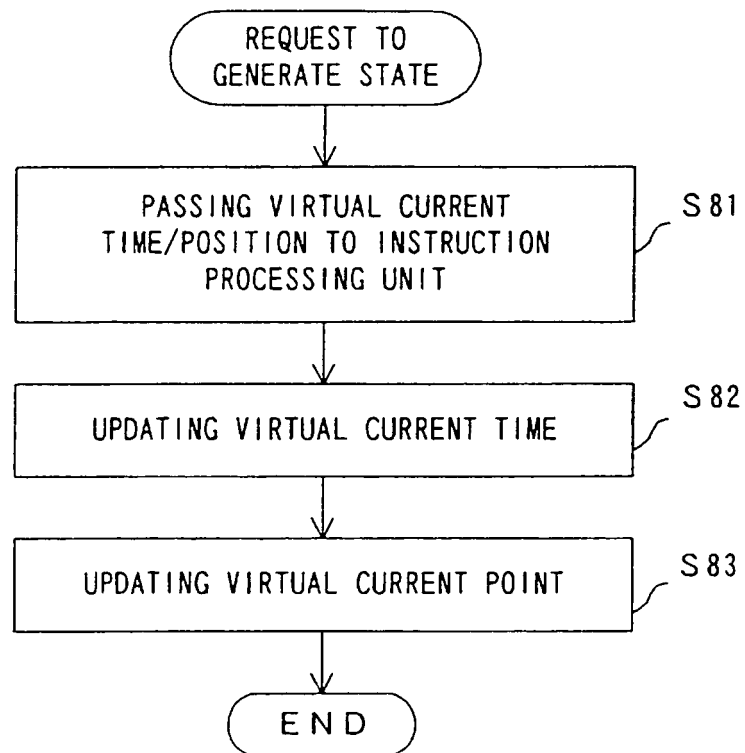 REQUEST TO
GENERATE STATE
PASSING VIRTUAL CURRENT
TIME/POSITION TO INSTRUCTION
PROCESSING UNIT
S81
UPDATING VIRTUAL CURRENT TIME
S82
UPDATING VIRTUAL CURRENT POINT
S83
END